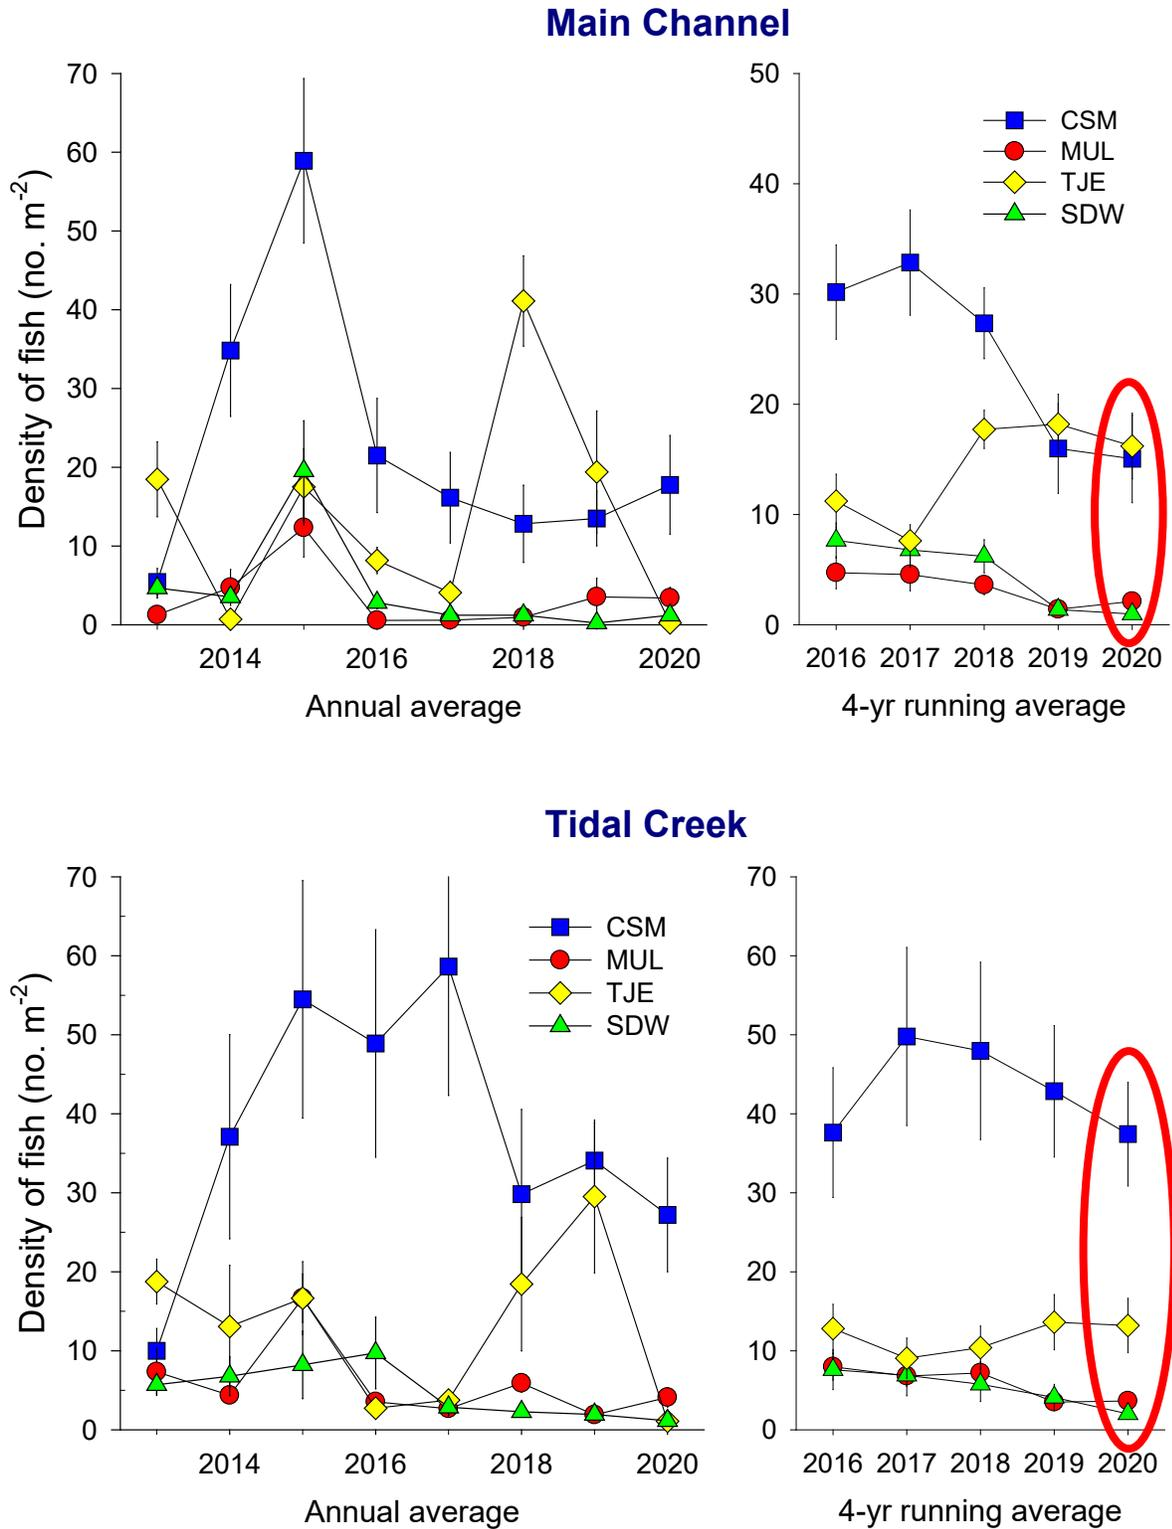 Main Channel
Density of fish (no. m-2)
70
60
50
40
30
20
10
0
2014 2016 2018 2020
Annual average
50
40
30
20
10
0
CSM
MUL
TJE
SDW
2016 2017 2018 2019 2020
4-yr running average
Tidal Creek
Density of fish (no. m-2)
70
60
50
40
30
20
10
0
CSM
MUL
TJE
SDW
2014 2016 2018 2020
Annual average
70
60
50
40
30
20
10
0
2016 2017 2018 2019 2020
4-yr running average